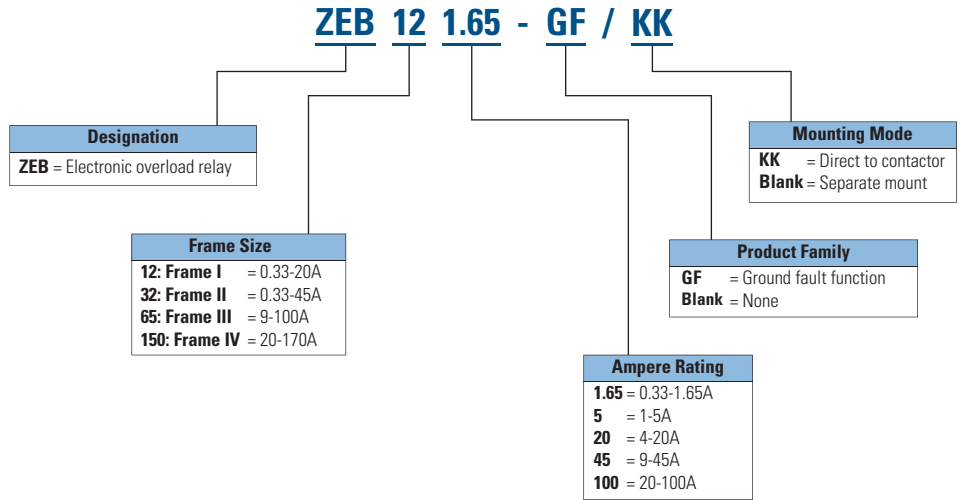 ZEB 12 1.65 - GF / KK
Designation
ZEB = Electronic overload relay
Frame Size
12: Frame I = 0.33-20A
32: Frame II = 0.33-45A
65: Frame III = 9-100A
150: Frame IV = 20-170A
Ampere Rating
1.65 = 0.33-1.65A
5 = 1-5A
20 = 4-20A
45 = 9-45A
100 = 20-100A
Product Family
GF = Ground fault function
Blank = None
Mounting Mode
KK = Direct to contactor
Blank = Separate mount